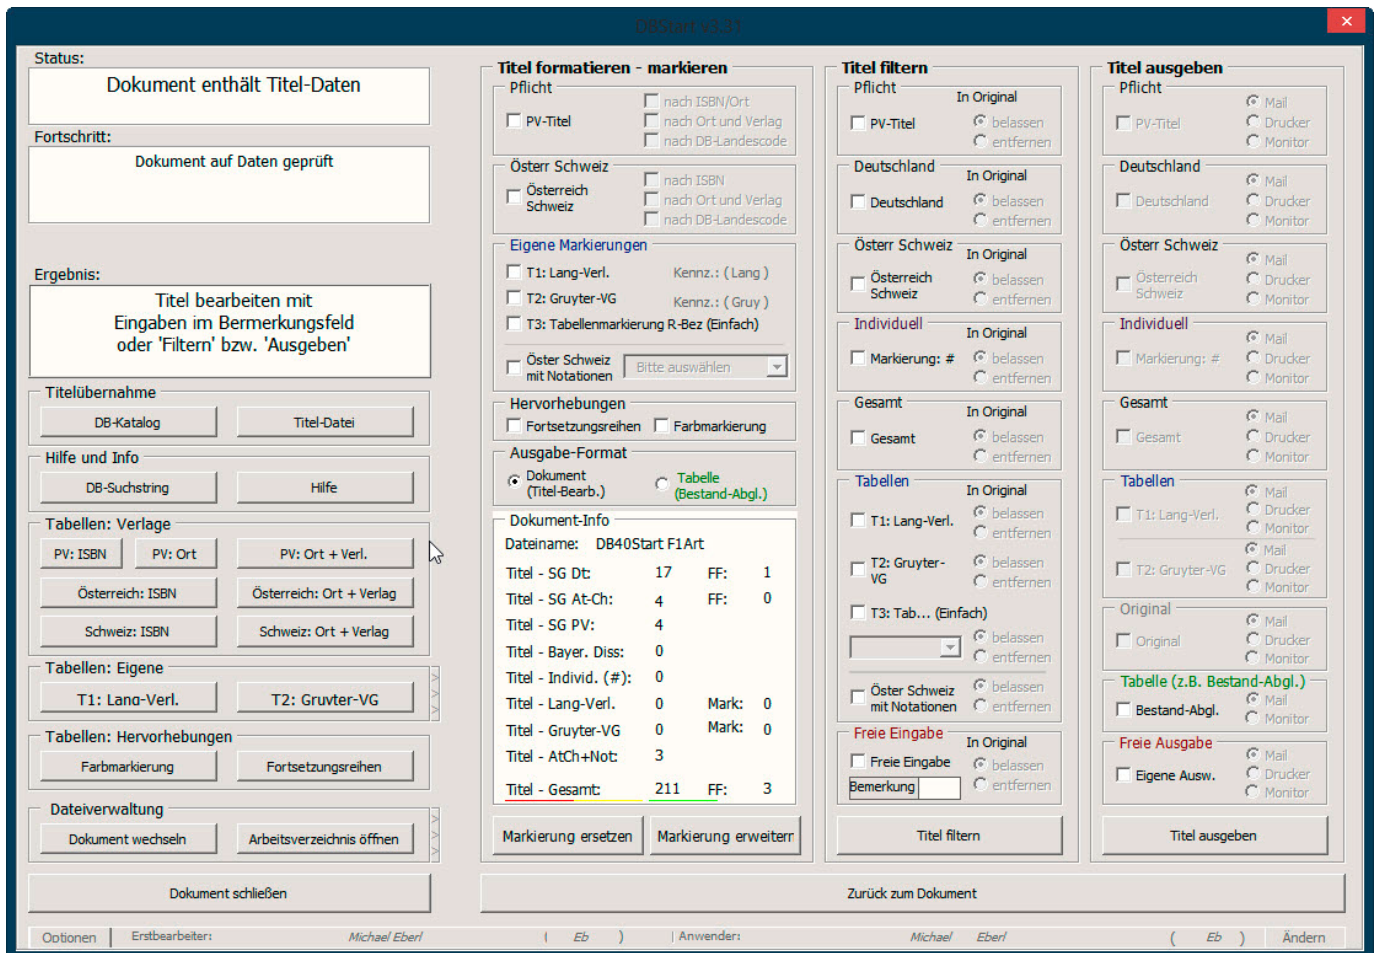 DBStart v3.31
Status:
Dokument enthält Titel-Daten
Fortschritt:
Dokument auf Daten geprüft
Ergebnis:
Titel bearbeiten mit
Eingaben im Bermerkungsfeld
oder 'Filtern' bzw. 'Ausgeben'
Titelübernahme
DB-Katalog
Titel-Datei
Hilfe und Info
DB-Suchstring
Hilfe
Tabellen: Verlage
PV: ISBN
PV: Ort
PV: Ort + Verl.
Österreich: ISBN
Österreich: Ort + Verlag
Schweiz: ISBN
Schweiz: Ort + Verlag
Tabellen: Eigene
T1: Lang-Verl.
T2: Gruyter-VG
>
>
>
Tabellen: Hervorhebungen
Farbmarkierung
Fortsetzungsreihen
Dateiverwaltung
Dokument wechseln
Arbeitsverzeichnis öffnen
>
>
>
Dokument schließen
Titel formatieren - markieren
Pflicht
PV-Titel
nach ISBN/Ort
nach Ort und Verlag
nach DB-Landescode
Österr Schweiz
Österreich
Schweiz
nach ISBN
nach Ort und Verlag
nach DB-Landescode
Eigene Markierungen
T1: Lang-Verl. Kennz.: ( Lang )
T2: Gruyter-VG Kennz.: ( Gruy )
T3: Tabellenmarkierung R-Bez (Einfach)
Öster Schweiz
mit Notationen
Bitte auswählen
Hervorhebungen
Fortsetzungsreihen Farbmarkierung
Ausgabe-Format
Dokument
(Titel-Bearb.)
Tabelle
(Bestand-Abgl.)
Dokument-Info
Dateiname: DB40Start F1Art
Titel - SG Dt: 17 FF: 1
Titel - SG At-Ch: 4 FF: 0
Titel - SG PV: 4
Titel - Bayer. Diss: 0
Titel - Individ. (#): 0
Titel - Lang-Verl. 0 Mark: 0
Titel - Gruyter-VG 0 Mark: 0
Titel - AtCh+Not: 3
Titel - Gesamt: 211 FF: 3
Markierung ersetzen
Markierung erweitern
Titel filtern
Pflicht
In Original
PV-Titel
belassen
entfernen
Deutschland
In Original
Deutschland
belassen
entfernen
Österr Schweiz
In Original
Österreich
Schweiz
belassen
entfernen
Individuell
In Original
Markierung: #
belassen
entfernen
Gesamt
In Original
Gesamt
belassen
entfernen
Tabellen
In Original
T1: Lang-Verl.
belassen
entfernen
T2: Gruyter-
VG
belassen
entfernen
T3: Tab... (Einfach)
belassen
entfernen
Öster Schweiz
mit Notationen
belassen
entfernen
Freie Eingabe
In Original
Freie Eingabe
belassen
entfernen
Bemerkung
Titel filtern
Titel ausgeben
Pflicht
PV-Titel
Mail
Drucker
Monitor
Deutschland
Deutschland
Mail
Drucker
Monitor
Österr Schweiz
Österreich
Schweiz
Mail
Drucker
Monitor
Individuell
Markierung: #
Mail
Drucker
Monitor
Gesamt
Gesamt
Mail
Drucker
Monitor
Tabellen
T1: Lang-Verl.
Mail
Drucker
Monitor
T2: Gruyter-VG
Mail
Drucker
Monitor
Original
Original
Mail
Drucker
Monitor
Tabelle (z.B. Bestand-Abgl.)
Bestand-Abgl.
Mail
Monitor
Freie Ausgabe
Eigene Ausw.
Mail
Drucker
Monitor
Titel ausgeben
Zurück zum Dokument
Optionen Erstbearbeiter: Michael Eberl ( Eb ) Anwender: Michael Eberl ( Eb ) Ändern